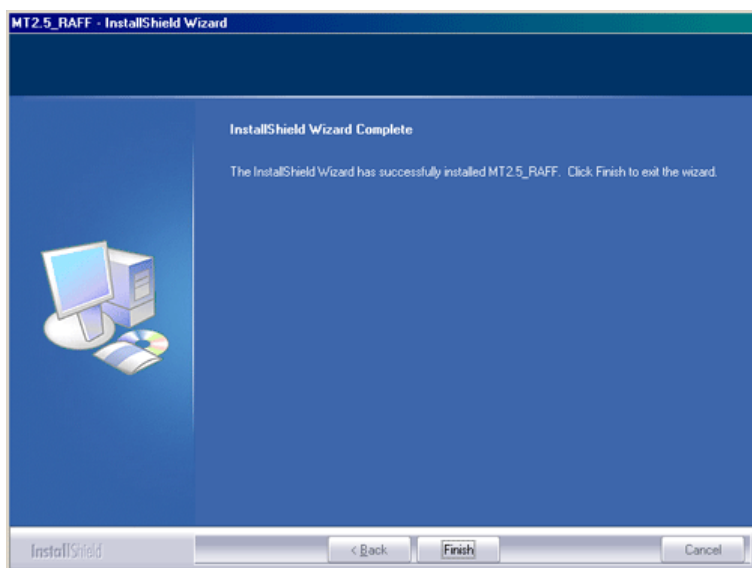 MT2.5_RAFF - InstallShield Wizard
InstallShield Wizard Complete
The InstallShield Wizard has successfully installed MT2.5_RAFF. Click Finish to exit the wizard.
InstallShield
< Back
Finish
Cancel